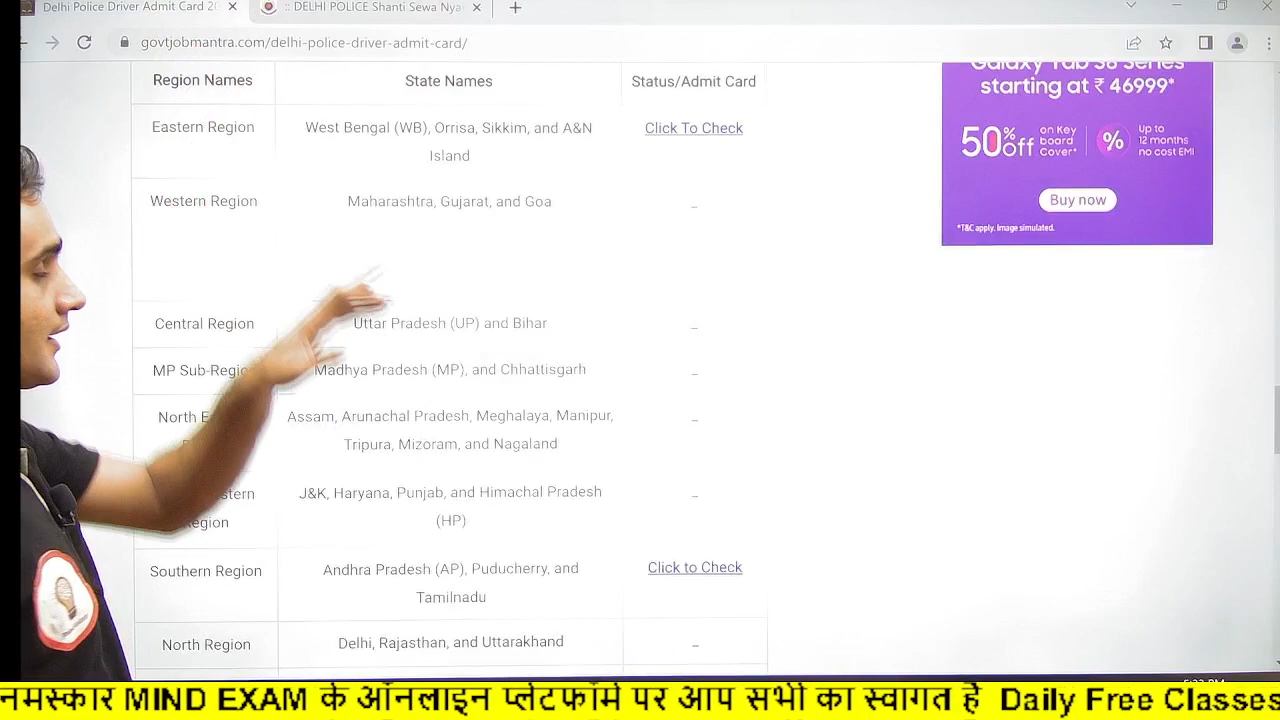 Delhi Police Driver Admit Card 20
:: DELHI POLICE Shanti Sewa Nya
govtjobmantra.com/delhi-police-driver-admit-card/
Region Names State Names Status/Admit Card
Eastern Region West Bengal (WB), Orrisa, Sikkim, and A&N Island Click To Check
Western Region Maharashtra, Gujarat, and Goa _
Central Region Uttar Pradesh (UP) and Bihar _
MP Sub-Regio Madhya Pradesh (MP), and Chhattisgarh _
North E Assam, Arunachal Pradesh, Meghalaya, Manipur,
Tripura, Mizoram, and Nagaland _
stern J&K, Haryana, Punjab, and Himachal Pradesh _
egion (HP)
Southern Region Andhra Pradesh (AP), Puducherry, and Tamilnadu Click to Check
North Region Delhi, Rajasthan, and Uttarakhand _
Galaxy Tab S8 Series
starting at ₹ 46999*
50% off on Key board Cover*
% Up to 12 months no cost EMI
Buy now
*T&C apply. Image simulated.
नमस्कार MIND EXAM के ऑनलाइन प्लेटफॉर्म पर आप सभी का स्वागत है Daily Free Classes